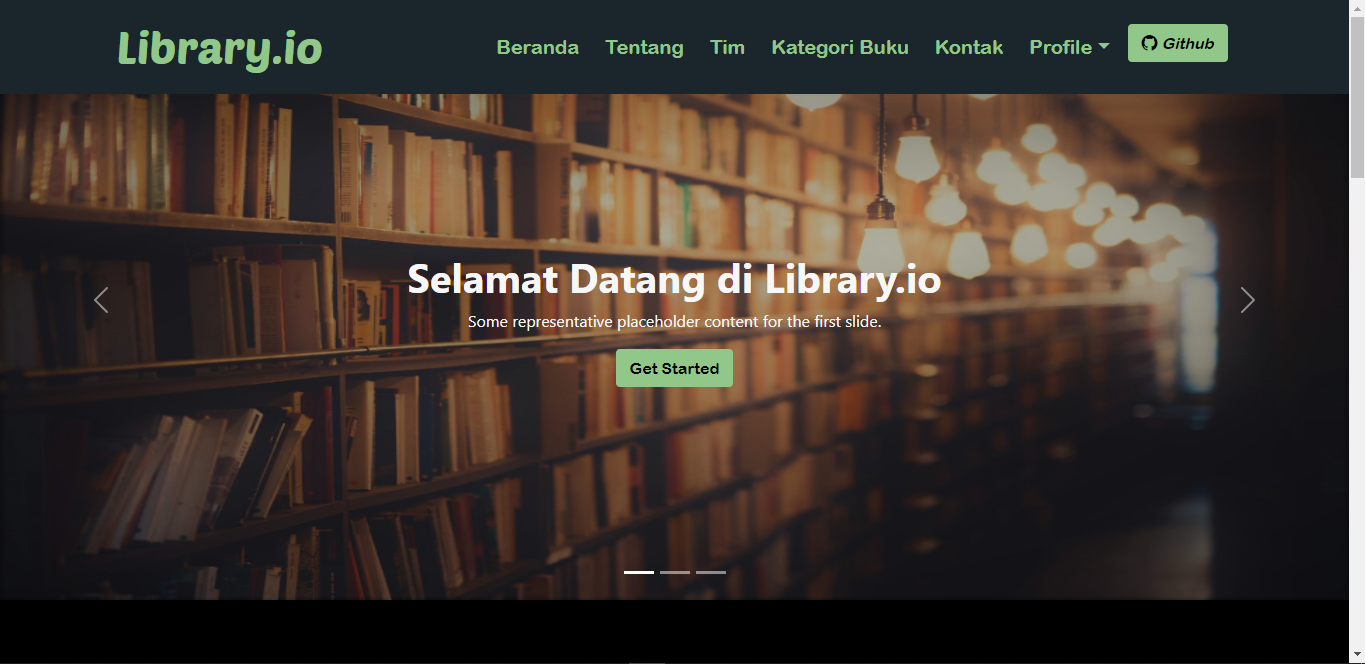 Library.io
Beranda Tentang Tim Kategori Buku Kontak Profile Github
Selamat Datang di Library.io
Some representative placeholder content for the first slide.
Get Started